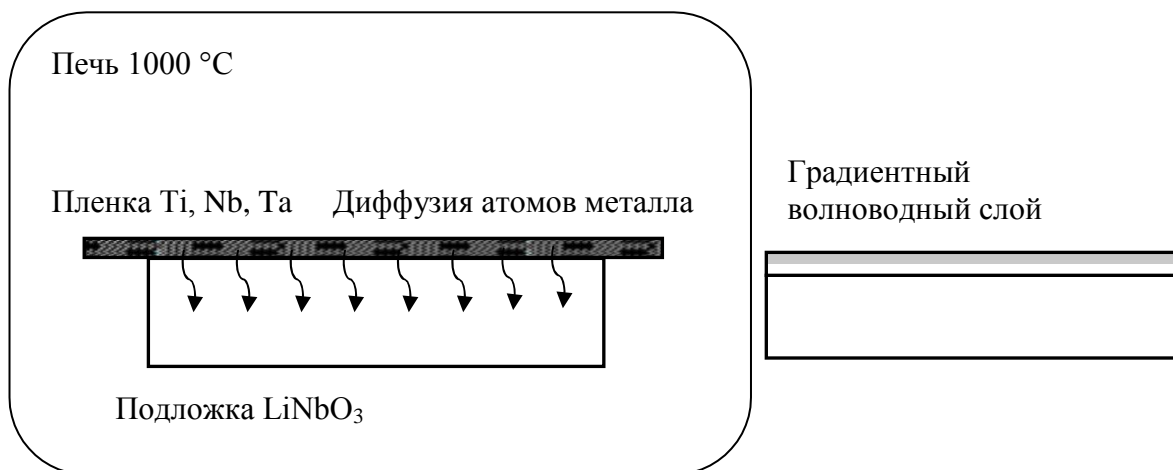 Печь 1000 °C
Градиентный
волноводный слой
Пленка Ti, Nb, Ta Диффузия атомов металла
Подложка LiNbO₃